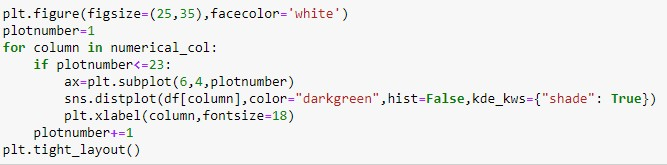 plt.figure(figsize=(25,35),facecolor='white')
plotnumber=1
for column in numerical_col:
    if plotnumber<=23:
        ax=plt.subplot(6,4,plotnumber)
        sns.distplot(df[column],color="darkgreen",hist=False,kde_kws={"shade": True})
        plt.xlabel(column,fontsize=18)
    plotnumber+=1
plt.tight_layout()